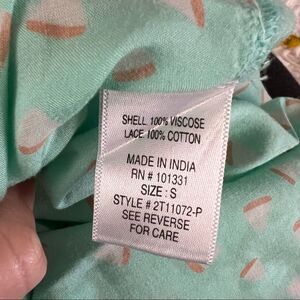 SHELL 100% VISCOSE
LACE 100% COTTON
MADE IN INDIA
RN # 101331
SIZE : S
STYLE # 2T11072-P
SEE REVERSE
FOR CARE